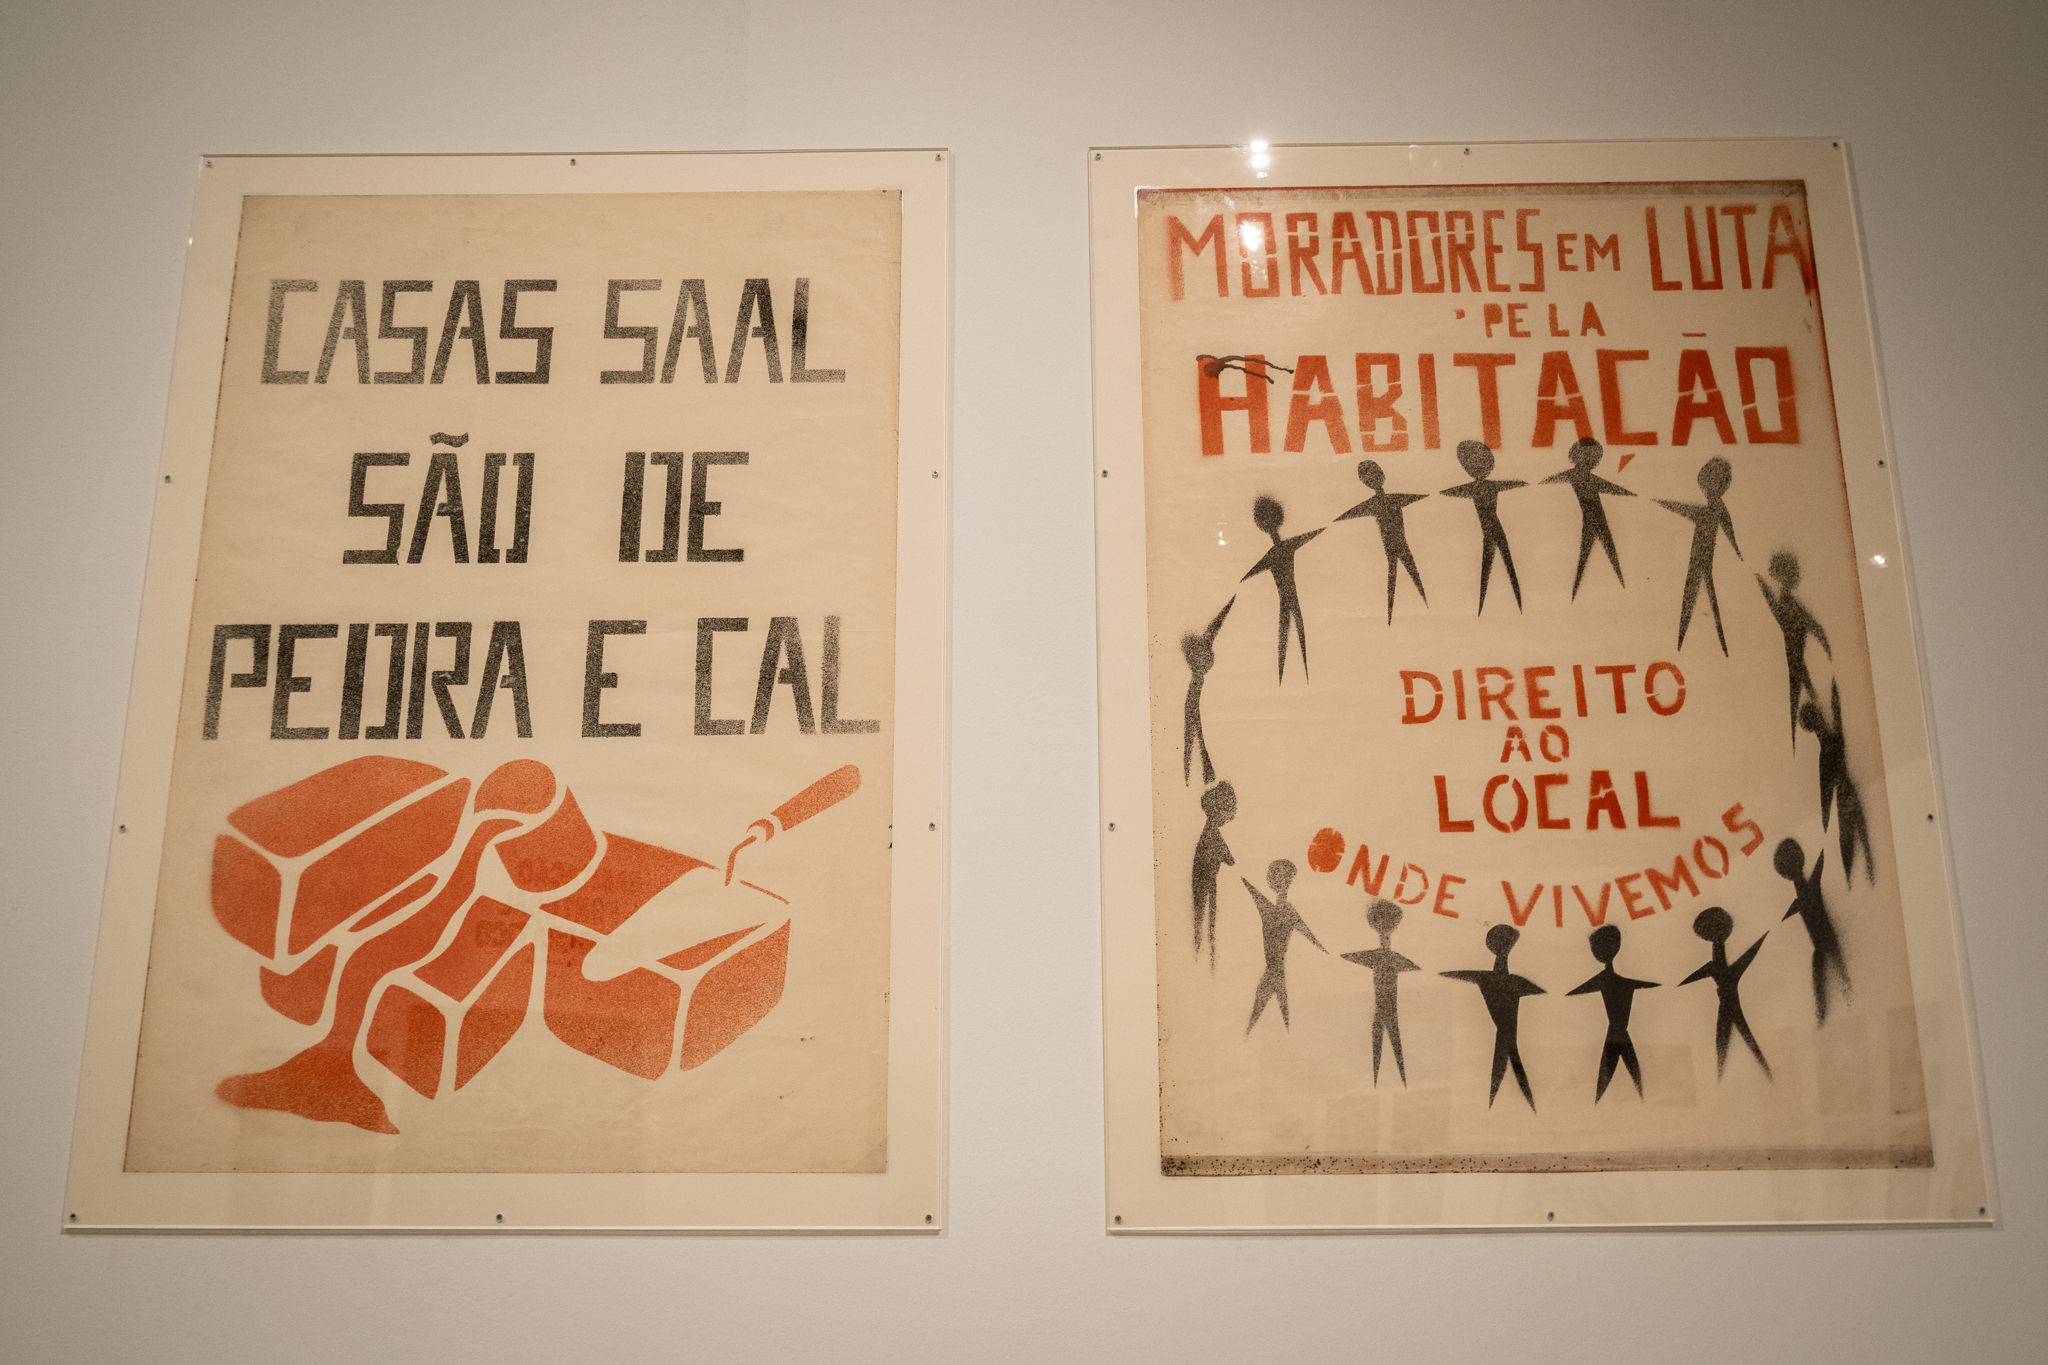 CASAS SAAL
SÃO DE
PEDRA E CAL
MORADORES EM LUTA
PELA
HABITAÇÃO
DIREITO
AO
LOCAL
ONDE VIVEMOS